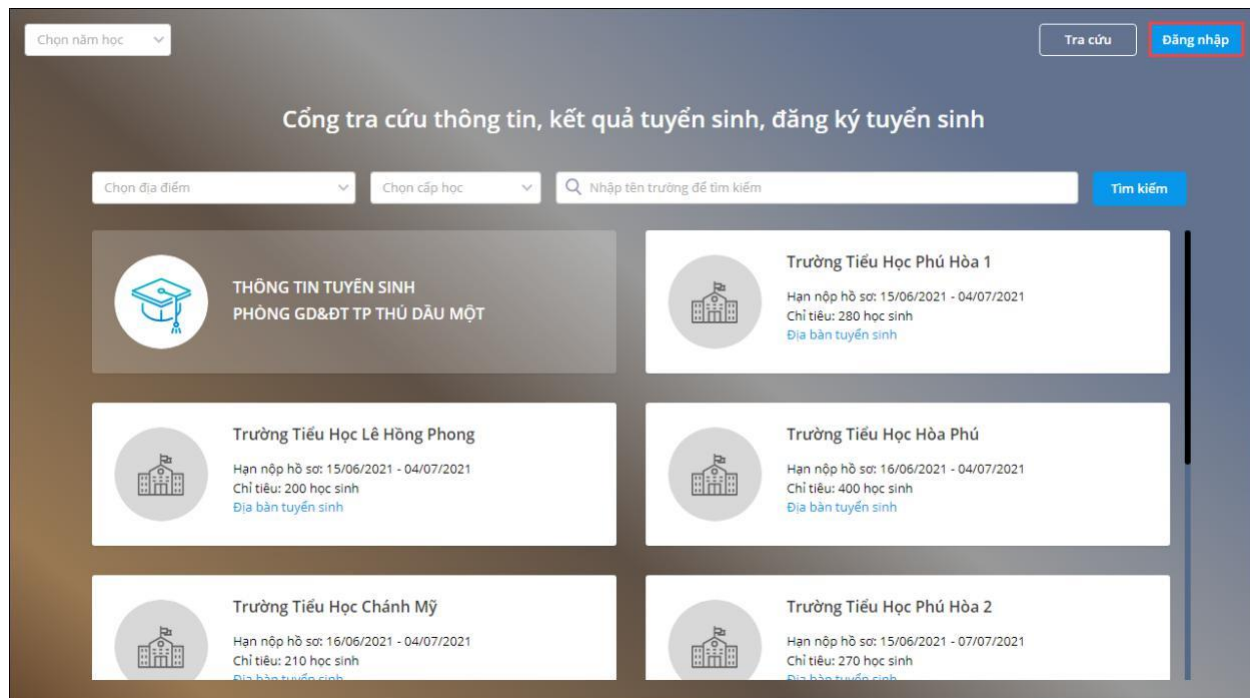 Chọn năm học
Tra cứu
Đăng nhập
Cổng tra cứu thông tin, kết quả tuyển sinh, đăng ký tuyển sinh
Chọn địa điểm
Chọn cấp học
Nhập tên trường để tìm kiếm
Tìm kiếm
THÔNG TIN TUYỂN SINH
PHÒNG GD&ĐT TP THỦ DẦU MỘT
Trường Tiểu Học Phú Hòa 1
Hạn nộp hồ sơ: 15/06/2021 - 04/07/2021
Chỉ tiêu: 280 học sinh
Địa bàn tuyển sinh
Trường Tiểu Học Lê Hồng Phong
Hạn nộp hồ sơ: 15/06/2021 - 04/07/2021
Chỉ tiêu: 200 học sinh
Địa bàn tuyển sinh
Trường Tiểu Học Hòa Phú
Hạn nộp hồ sơ: 16/06/2021 - 04/07/2021
Chỉ tiêu: 400 học sinh
Địa bàn tuyển sinh
Trường Tiểu Học Chánh Mỹ
Hạn nộp hồ sơ: 16/06/2021 - 04/07/2021
Chỉ tiêu: 210 học sinh
Địa bàn tuyển sinh
Trường Tiểu Học Phú Hòa 2
Hạn nộp hồ sơ: 15/06/2021 - 07/07/2021
Chỉ tiêu: 270 học sinh
Địa bàn tuyển sinh